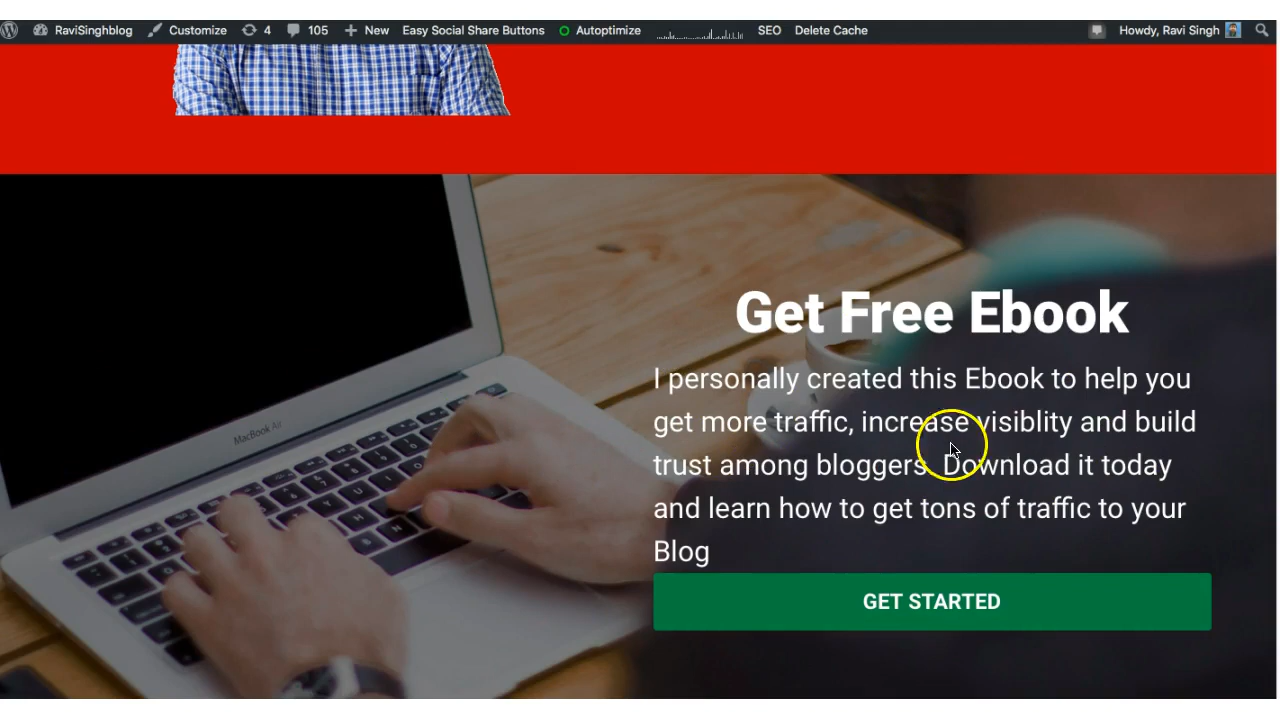 RaviSinghblog Customize 4 105 New Easy Social Share Buttons Autoptimize SEO Delete Cache Howdy, Ravi Singh
MacBook Air
Get Free Ebook
I personally created this Ebook to help you
get more traffic, increase visiblity and build
trust among bloggers. Download it today
and learn how to get tons of traffic to your
Blog
GET STARTED